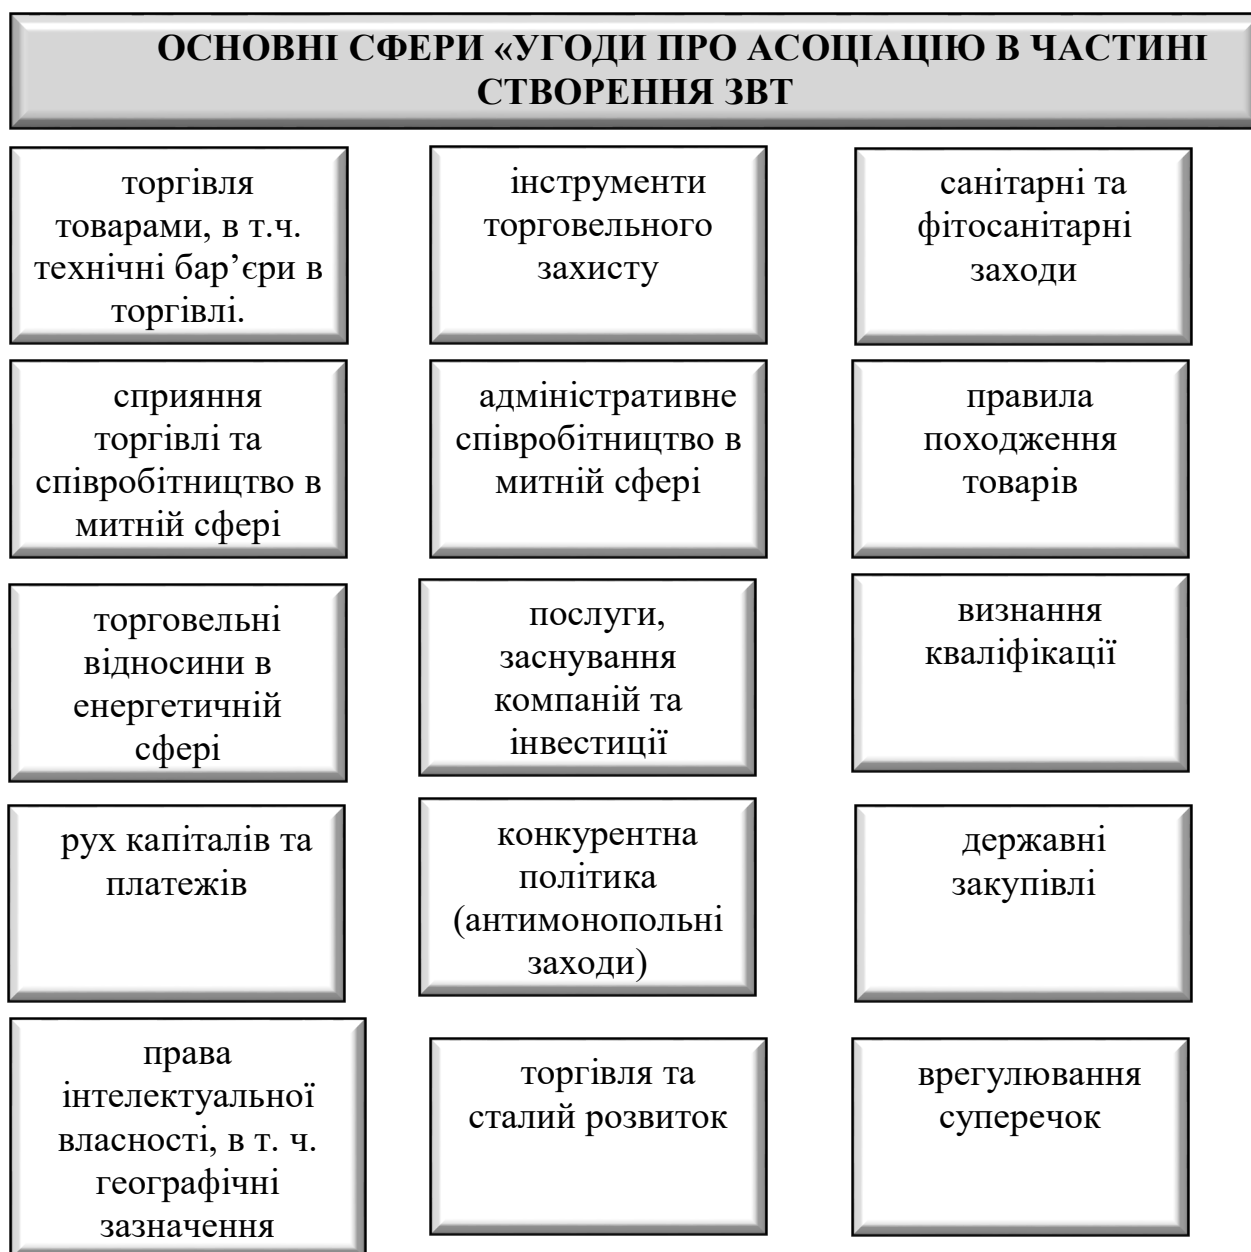 ОСНОВНІ СФЕРИ «УГОДИ ПРО АСОЦІАЦІЮ В ЧАСТИНІ
СТВОРЕННЯ ЗВТ
торгівля
товарами, в т.ч.
технічні бар’єри в
торгівлі.
інструменти
торговельного
захисту
санітарні та
фітосанітарні
заходи
сприяння
торгівлі та
співробітництво в
митній сфері
адміністративне
співробітництво в
митній сфері
правила
походження
товарів
торговельні
відносини в
енергетичній
сфері
послуги,
заснування
компаній та
інвестиції
визнання
кваліфікації
рух капіталів та
платежів
конкурентна
політика
(антимонопольні
заходи)
державні
закупівлі
права
інтелектуальної
власності, в т. ч.
географічні
зазначення
торгівля та
сталий розвиток
врегулювання
суперечок